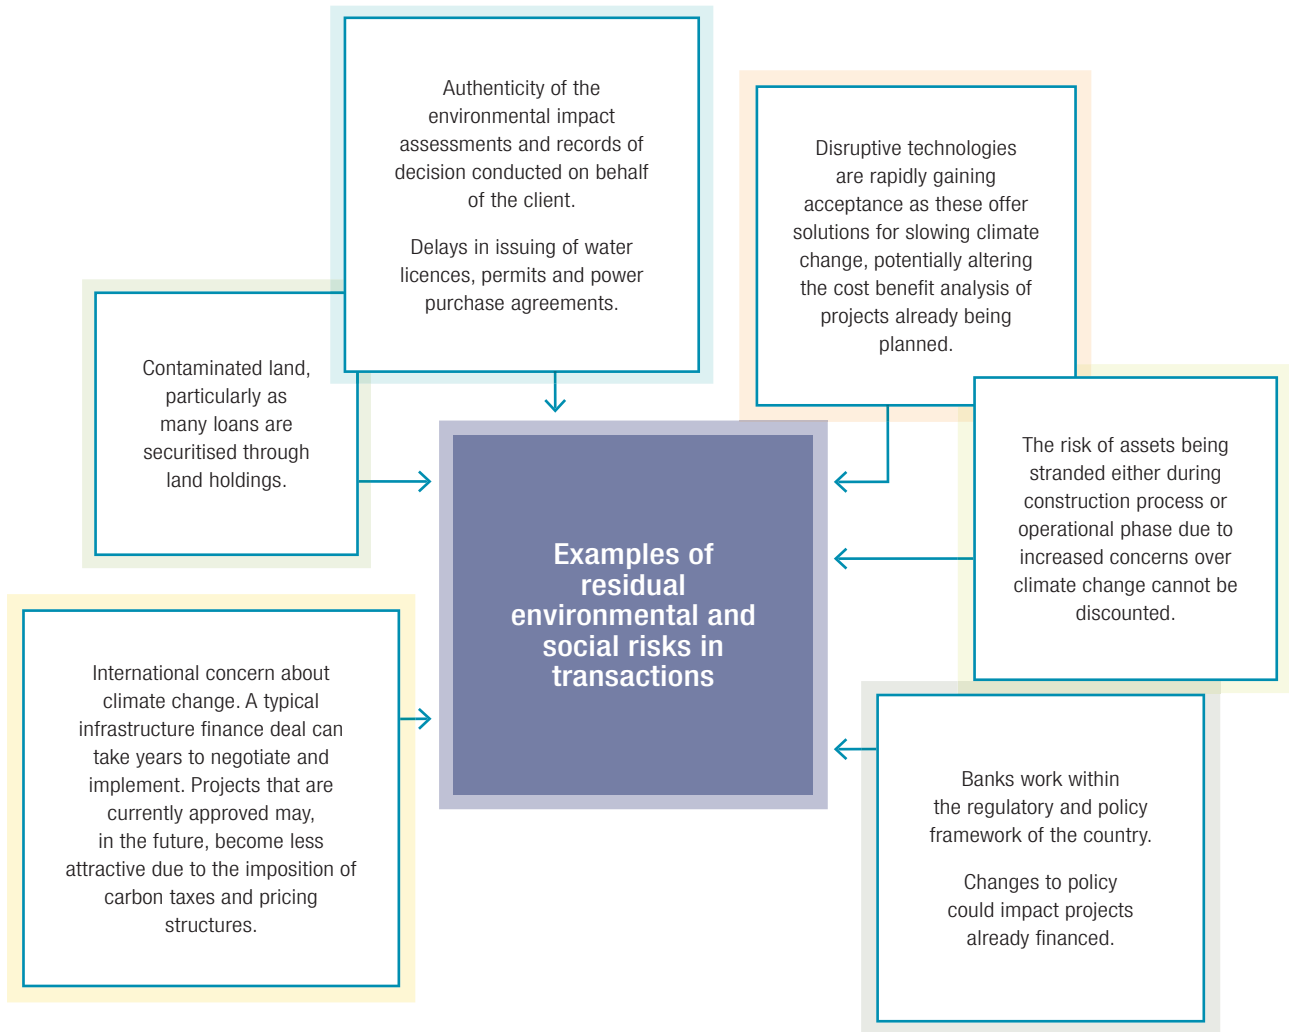 Authenticity of the
environmental impact
assessments and records of
decision conducted on behalf
of the client.
Delays in issuing of water
licences, permits and power
purchase agreements.
Disruptive technologies
are rapidly gaining
acceptance as these offer
solutions for slowing climate
change, potentially altering
the cost benefit analysis of
projects already being
planned.
Contaminated land,
particularly as
many loans are
securitised through
land holdings.
The risk of assets being
stranded either during
construction process or
operational phase due to
increased concerns over
climate change cannot be
discounted.
Examples of
residual
environmental and
social risks in
transactions
International concern about
climate change. A typical
infrastructure finance deal can
take years to negotiate and
implement. Projects that are
currently approved may,
in the future, become less
attractive due to the imposition of
carbon taxes and pricing
structures.
Banks work within
the regulatory and policy
framework of the country.
Changes to policy
could impact projects
already financed.